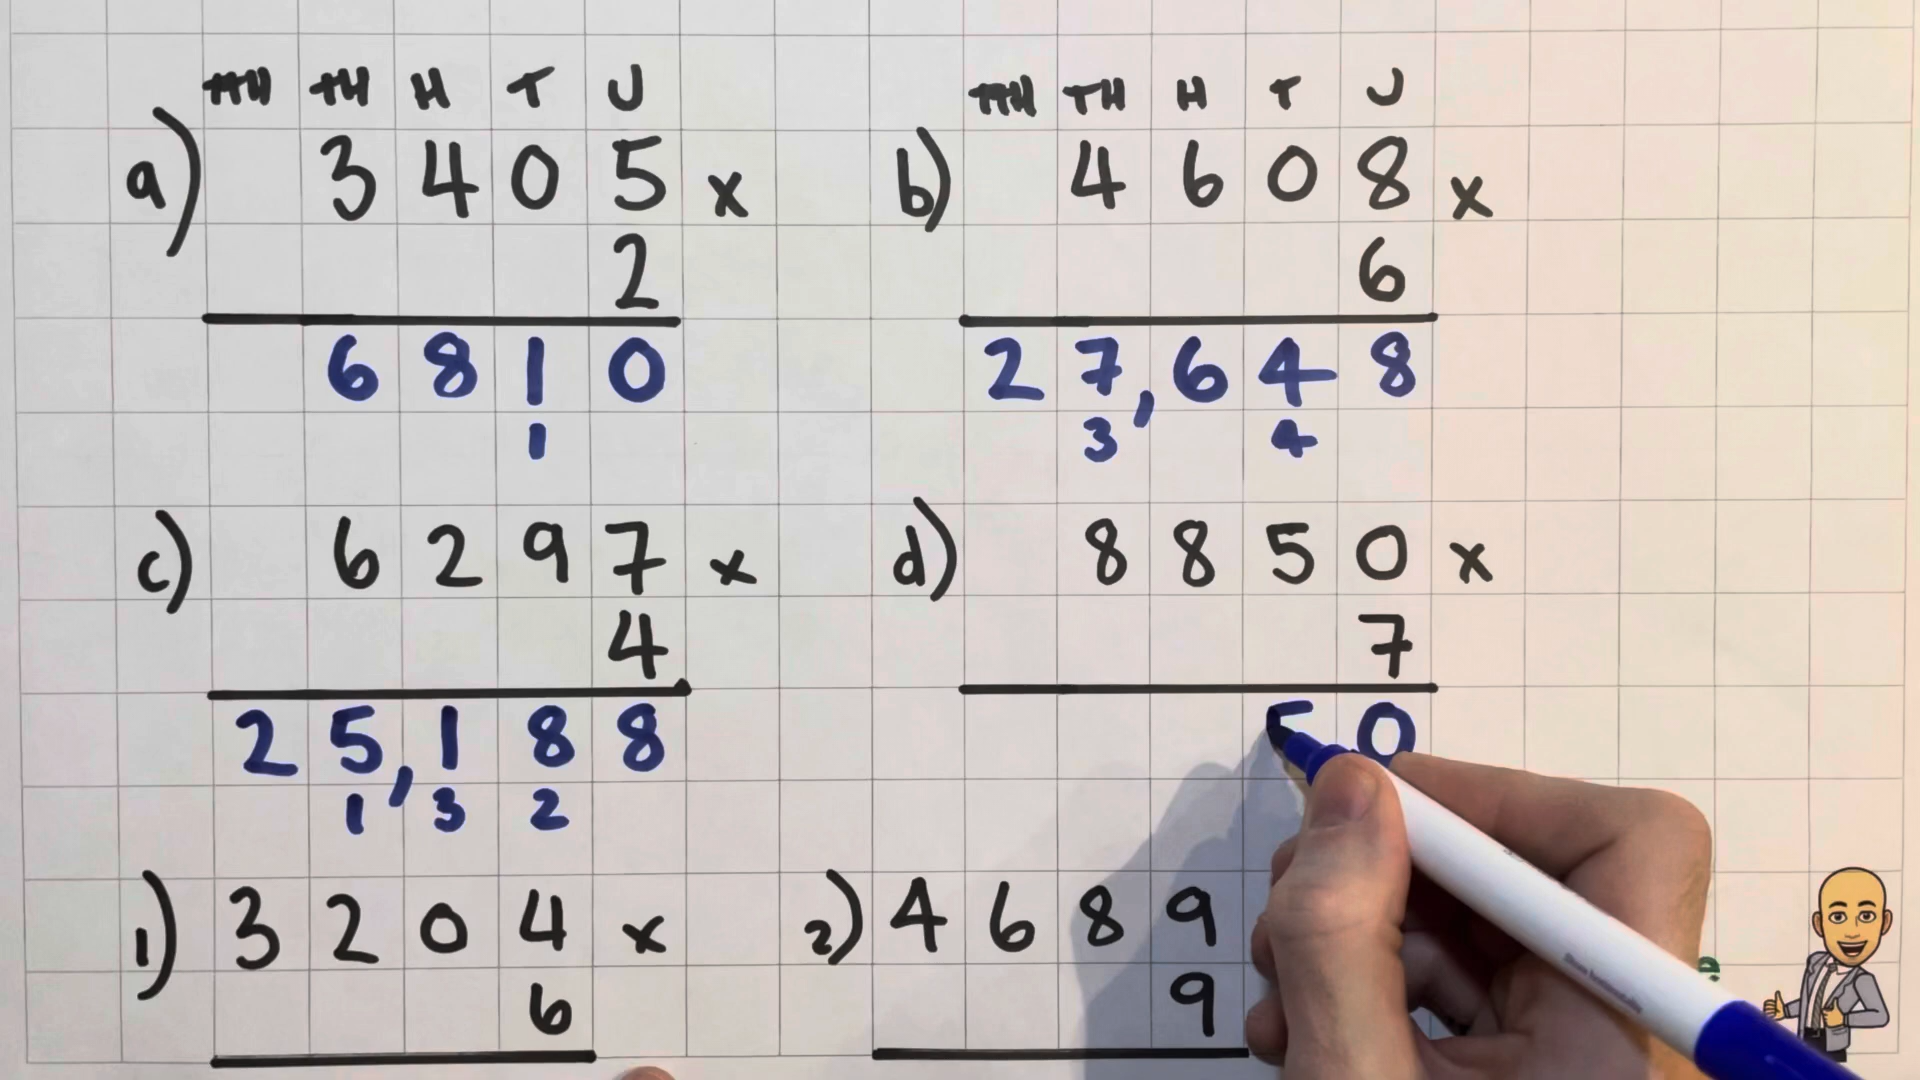 TTH TH H T U
a) 3 4 0 5 x
2
6 8 1 0
1
TTH TH H T U
b) 4 6 0 8 x
6
2 7 , 6 4 8
3 4
c) 6 2 9 7 x
4
2 5 , 1 8 8
1 3 2
d) 8 8 5 0 x
7
5 0
1) 3 2 0 4 x
6
2) 4 6 8 9
9
e